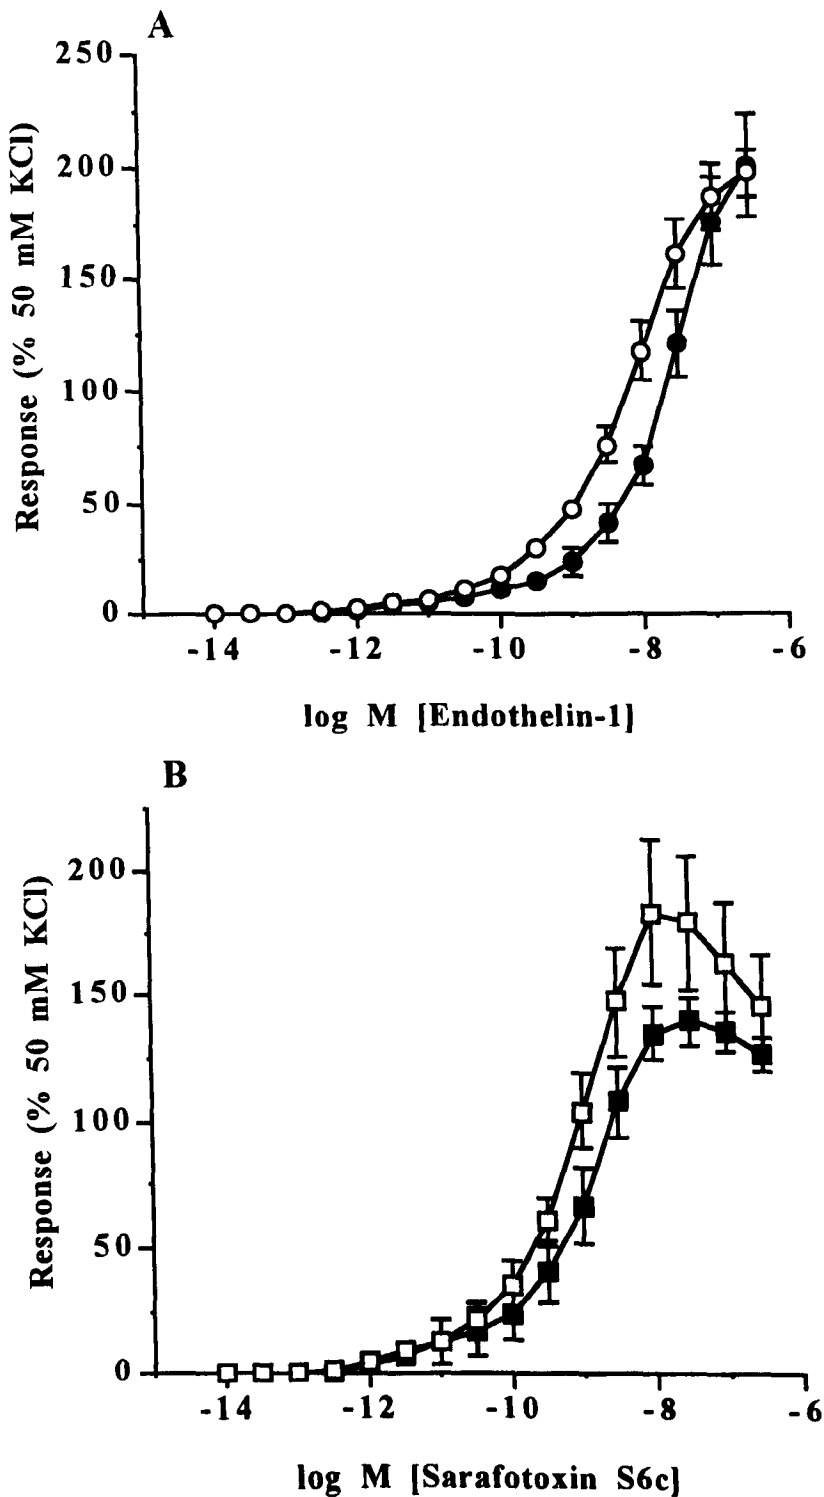 A
250
200
150
100
50
0
Response (% 50 mM KCl)
-14 -12 -10 -8 -6
log M [Endothelin-1]
B
200
150
100
50
0
Response (% 50 mM KCl)
-14 -12 -10 -8 -6
log M [Sarafotoxin S6c]